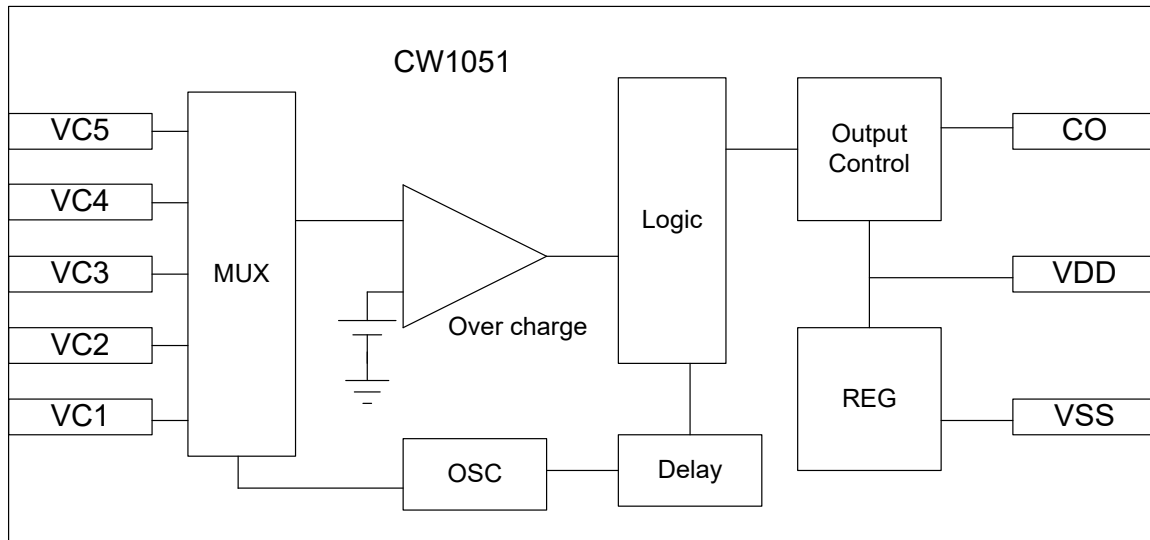 CW1051
VC5
VC4
VC3
VC2
VC1
MUX
Over charge
OSC
Logic
Delay
Output
Control
REG
CO
VDD
VSS